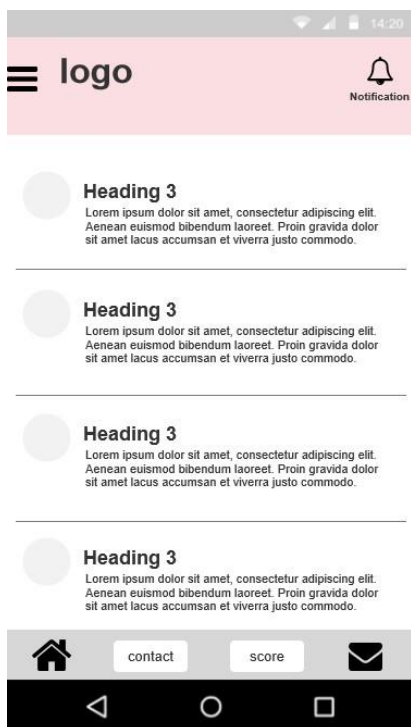 14:20
logo
Notification
Heading 3
Lorem ipsum dolor sit amet, consectetur adipiscing elit.
Aenean euismod bibendum laoreet. Proin gravida dolor
sit amet lacus accumsan et viverra justo commodo.
Heading 3
Lorem ipsum dolor sit amet, consectetur adipiscing elit.
Aenean euismod bibendum laoreet. Proin gravida dolor
sit amet lacus accumsan et viverra justo commodo.
Heading 3
Lorem ipsum dolor sit amet, consectetur adipiscing elit.
Aenean euismod bibendum laoreet. Proin gravida dolor
sit amet lacus accumsan et viverra justo commodo.
Heading 3
Lorem ipsum dolor sit amet, consectetur adipiscing elit.
Aenean euismod bibendum laoreet. Proin gravida dolor
sit amet lacus accumsan et viverra justo commodo.
contact score